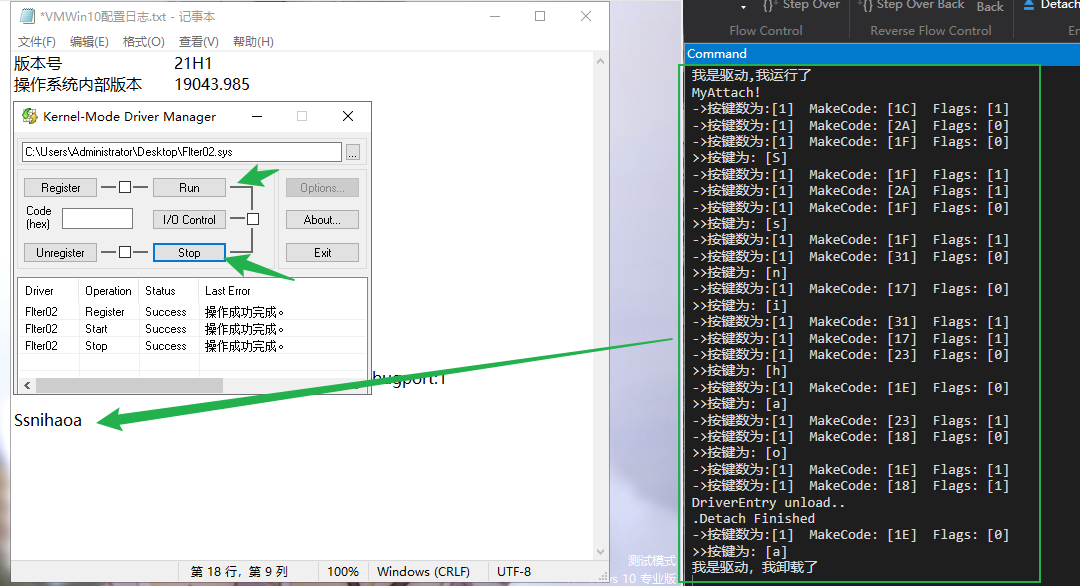 *VMWin10配置日志.txt - 记事本
文件(F) 编辑(E) 格式(O) 查看(V) 帮助(H)
版本号 21H1
操作系统内部版本 19043.985
Kernel-Mode Driver Manager
C:\Users\Administrator\Desktop\Flter02.sys
...
Register Run Options...
Code (hex) I/O Control About...
Unregister Stop Exit
Driver Operation Status Last Error
Flter02 Register Success 操作成功完成。
Flter02 Start Success 操作成功完成。
Flter02 Stop Success 操作成功完成。
bugport:1
Ssnihaoa
第 18 行，第 9 列 100% Windows (CRLF) UTF-8
测试模式
10 专业版
Step Over Step Over Back Back Detach
Flow Control Reverse Flow Control
Command
我是驱动,我运行了
MyAttach!
->按键数为:[1] MakeCode: [1C] Flags: [1]
->按键数为:[1] MakeCode: [2A] Flags: [0]
->按键数为:[1] MakeCode: [1F] Flags: [0]
>>按键为: [S]
->按键数为:[1] MakeCode: [1F] Flags: [1]
->按键数为:[1] MakeCode: [2A] Flags: [1]
->按键数为:[1] MakeCode: [1F] Flags: [0]
>>按键为: [s]
->按键数为:[1] MakeCode: [1F] Flags: [1]
->按键数为:[1] MakeCode: [31] Flags: [0]
>>按键为: [n]
->按键数为:[1] MakeCode: [17] Flags: [0]
>>按键为: [i]
->按键数为:[1] MakeCode: [31] Flags: [1]
->按键数为:[1] MakeCode: [17] Flags: [1]
->按键数为:[1] MakeCode: [23] Flags: [0]
>>按键为: [h]
->按键数为:[1] MakeCode: [1E] Flags: [0]
>>按键为: [a]
->按键数为:[1] MakeCode: [23] Flags: [1]
->按键数为:[1] MakeCode: [18] Flags: [0]
>>按键为: [o]
->按键数为:[1] MakeCode: [1E] Flags: [1]
->按键数为:[1] MakeCode: [18] Flags: [1]
DriverEntry unload..
.Detach Finished
->按键数为:[1] MakeCode: [1E] Flags: [0]
>>按键为: [a]
我是驱动, 我卸载了